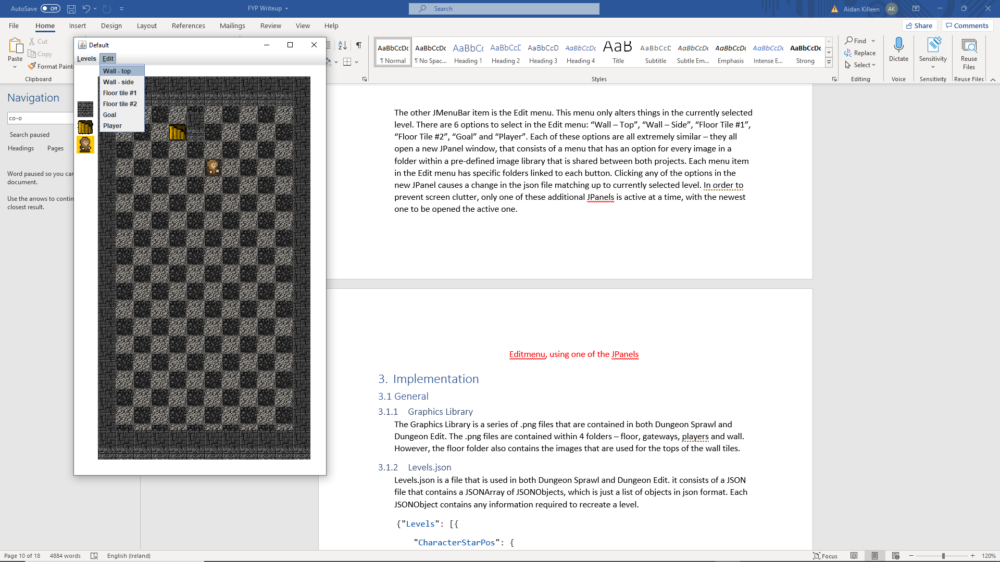 AutoSave Off FYP Writeup Search Aidan Killeen AK
File Home Insert Design Layout References Mailings Review View Help Share Comments
Paste
Cut
Copy
Format Painte
Clipboard
AaBbCcDc AaBbCcDc AaBbCc AaBbCcD AaBbCcD AaBbCcDc AaB AaBbCcD AaBbCcDc AaBbCcDc AaBbCcDc AaBbCcDc
¶ Normal ¶ No Spac... Heading 1 Heading 2 Heading 3 Heading 4 Title Subtitle Subtle Em... Emphasis Intense E... Strong
Styles
Find
Replace
Select
Editing
Dictate
Voice
Sensitivity
Sensitivity
Reuse
Files
Reuse Files
Default
Levels Edit
Wall - top
Wall - side
Floor tile #1
Floor tile #2
Goal
Player
Navigation
co-o
Search paused
Headings Pages
Word paused so you car
document.
Use the arrows to contin
closest result.
The other JMenuBar item is the Edit menu. This menu only alters things in the currently selected
level. There are 6 options to select in the Edit menu: “Wall – Top”, “Wall – Side”, “Floor Tile #1”,
“Floor Tile #2”, “Goal” and “Player”. Each of these options are all extremely similar – they all
open a new JPanel window, that consists of a menu that has an option for every image in a
folder within a pre-defined image library that is shared between both projects. Each menu item
in the Edit menu has specific folders linked to each button. Clicking any of the options in the
new JPanel causes a change in the json file matching up to currently selected level. In order to
prevent screen clutter, only one of these additional JPanels is active at a time, with the newest
one to be opened the active one.
Editmenu, using one of the JPanels
3. Implementation
3.1 General
3.1.1 Graphics Library
The Graphics Library is a series of .png files that are contained in both Dungeon Sprawl and
Dungeon Edit. The .png files are contained within 4 folders – floor, gateways, players and wall.
However, the floor folder also contains the images that are used for the tops of the wall tiles.
3.1.2 Levels.json
Levels.json is a file that is used in both Dungeon Sprawl and Dungeon Edit. it consists of a JSON
file that contains a JSONArray of JSONObjects, which is just a list of objects in json format. Each
JSONObject contains any information required to recreate a level.
{"Levels": [{
"CharacterStarPos": {
Page 10 of 18 4884 words English (Ireland) Focus 120%